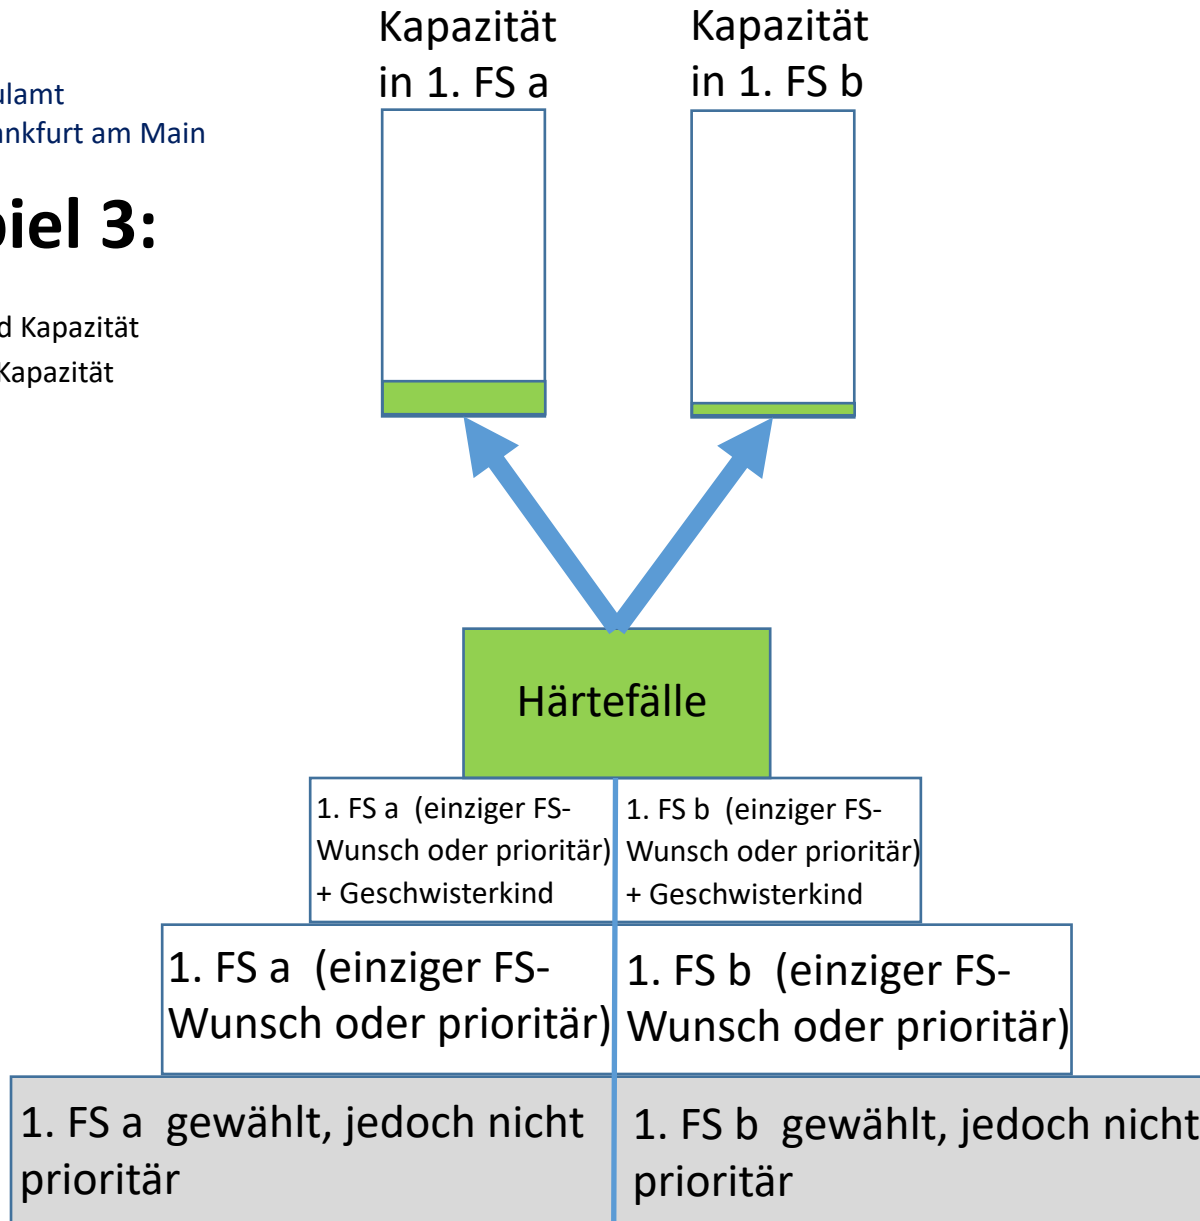 Kapazität
in 1. FS a
Kapazität
in 1. FS b
ulamt
ankfurt am Main
piel 3:
d Kapazität
Kapazität
Härtefälle
1. FS a (einziger FS-
Wunsch oder prioritär)
+ Geschwisterkind
1. FS b (einziger FS-
Wunsch oder prioritär)
+ Geschwisterkind
1. FS a (einziger FS-
Wunsch oder prioritär)
1. FS b (einziger FS-
Wunsch oder prioritär)
1. FS a gewählt, jedoch nicht
prioritär
1. FS b gewählt, jedoch nicht
prioritär